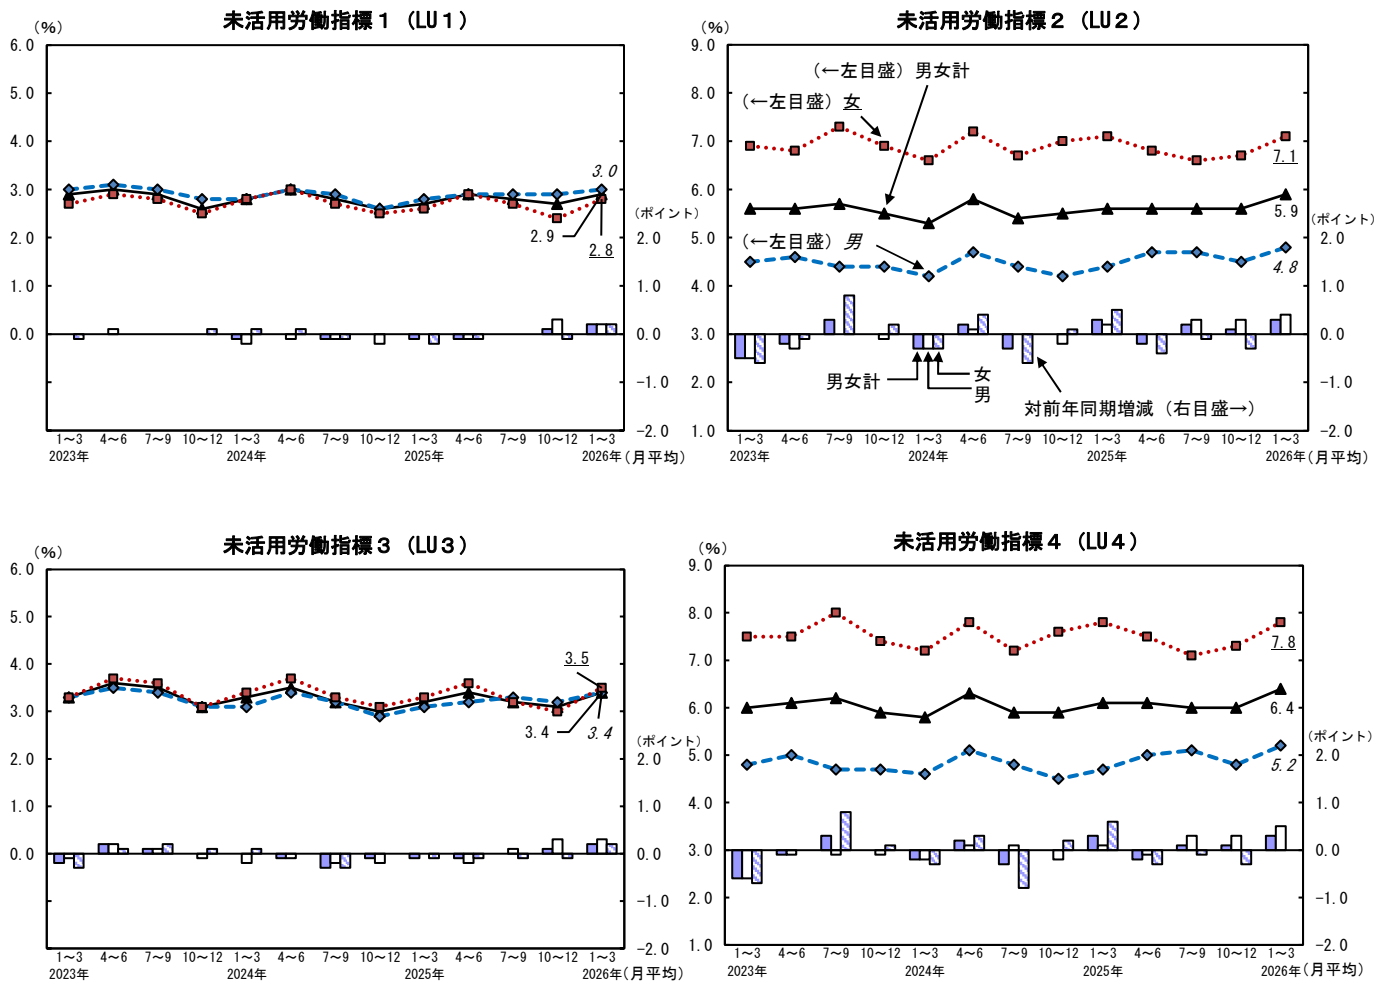 未活用労働指標１（LU１）
（%）
6.0
5.0
4.0
3.0
2.0
1.0
0.0
3.0
2.9
2.8
（ポイント）
2.0
1.0
0.0
−1.0
−2.0
1～3 4～6 7～9 10～12 1～3 4～6 7～9 10～12 1～3 4～6 7～9 10～12 1～3
2023年 2024年 2025年 2026年（月平均）
未活用労働指標２（LU２）
（%）
9.0
8.0
7.0
6.0
5.0
4.0
3.0
2.0
1.0
（←左目盛）男女計
（←左目盛）女
（←左目盛）男
7.1
5.9
4.8
（ポイント）
2.0
1.0
0.0
−1.0
−2.0
男女計
女
男
対前年同期増減（右目盛→）
1～3 4～6 7～9 10～12 1～3 4～6 7～9 10～12 1～3 4～6 7～9 10～12 1～3
2023年 2024年 2025年 2026年（月平均）
未活用労働指標３（LU３）
（%）
6.0
5.0
4.0
3.0
2.0
1.0
0.0
3.5
3.4
3.4
（ポイント）
2.0
1.0
0.0
−1.0
−2.0
1～3 4～6 7～9 10～12 1～3 4～6 7～9 10～12 1～3 4～6 7～9 10～12 1～3
2023年 2024年 2025年 2026年（月平均）
未活用労働指標４（LU４）
（%）
9.0
8.0
7.0
6.0
5.0
4.0
3.0
2.0
1.0
7.8
6.4
5.2
（ポイント）
2.0
1.0
0.0
−1.0
−2.0
1～3 4～6 7～9 10～12 1～3 4～6 7～9 10～12 1～3 4～6 7～9 10～12 1～3
2023年 2024年 2025年 2026年（月平均）